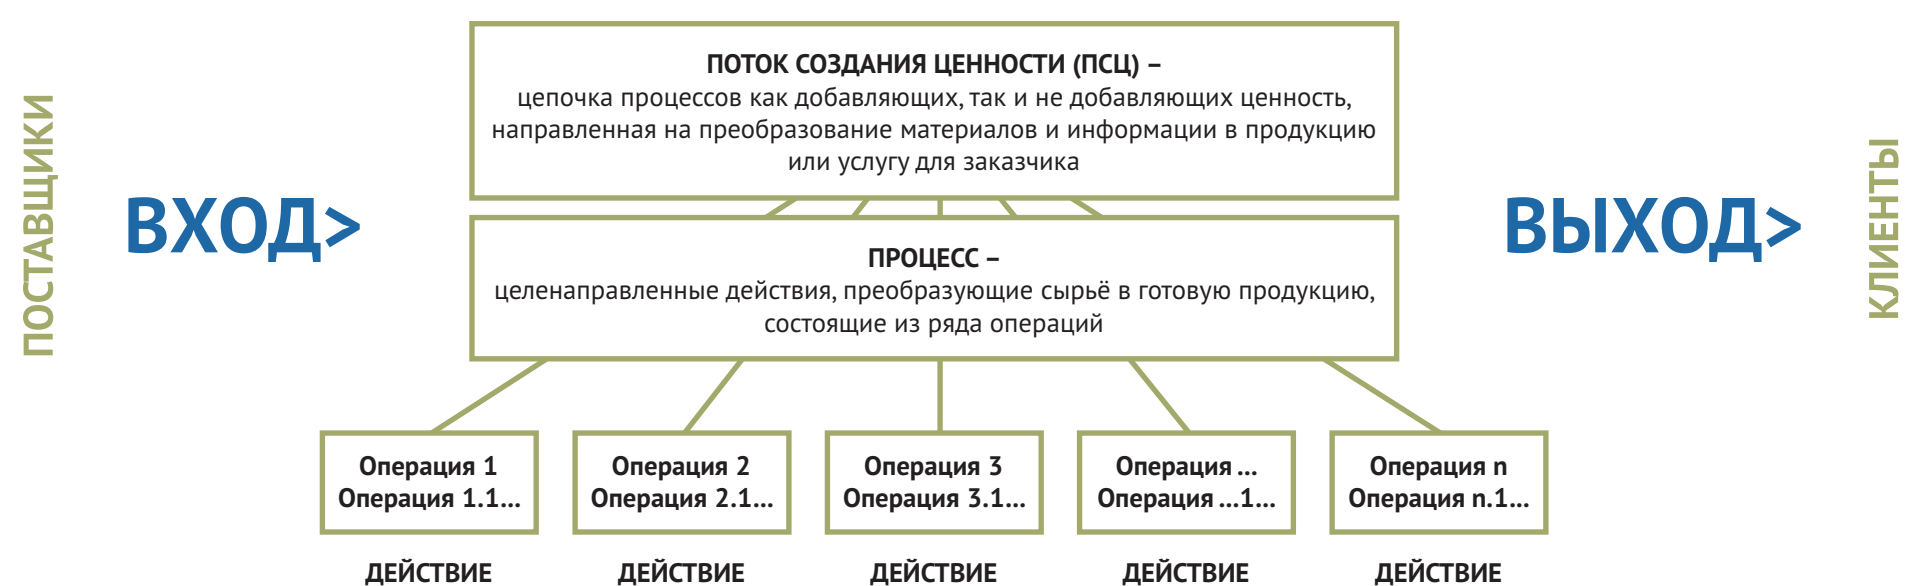 ПОСТАВЩИКИ
ВХОД>
ПОТОК СОЗДАНИЯ ЦЕННОСТИ (ПСЦ) –
цепочка процессов как добавляющих, так и не добавляющих ценность,
направленная на преобразование материалов и информации в продукцию
или услугу для заказчика
ПРОЦЕСС –
целенаправленные действия, преобразующие сырьё в готовую продукцию,
состоящие из ряда операций
ВЫХОД>
КЛИЕНТЫ
Операция 1
Операция 1.1...
Операция 2
Операция 2.1...
Операция 3
Операция 3.1...
Операция ...
Операция ...1...
Операция n
Операция n.1...
ДЕЙСТВИЕ
ДЕЙСТВИЕ
ДЕЙСТВИЕ
ДЕЙСТВИЕ
ДЕЙСТВИЕ